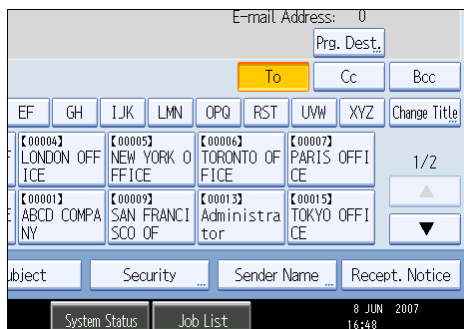 E-mail Address: 0
Prg. Dest.
To Cc Bcc
EF GH IJK LMN OPQ RST UVW XYZ Change Title
【00004】 【00005】 【00006】 【00007】
LONDON OFF NEW YORK O TORONTO OF PARIS OFFI 1/2
ICE FFICE FICE CE
【00001】 【00009】 【00013】 【00015】
ABCD COMPA SAN FRANCI Administra TOKYO OFFI
NY SCO OF tor CE
ubject Security Sender Name Recept. Notice
System Status Job List 8 JUN 2007
16:48